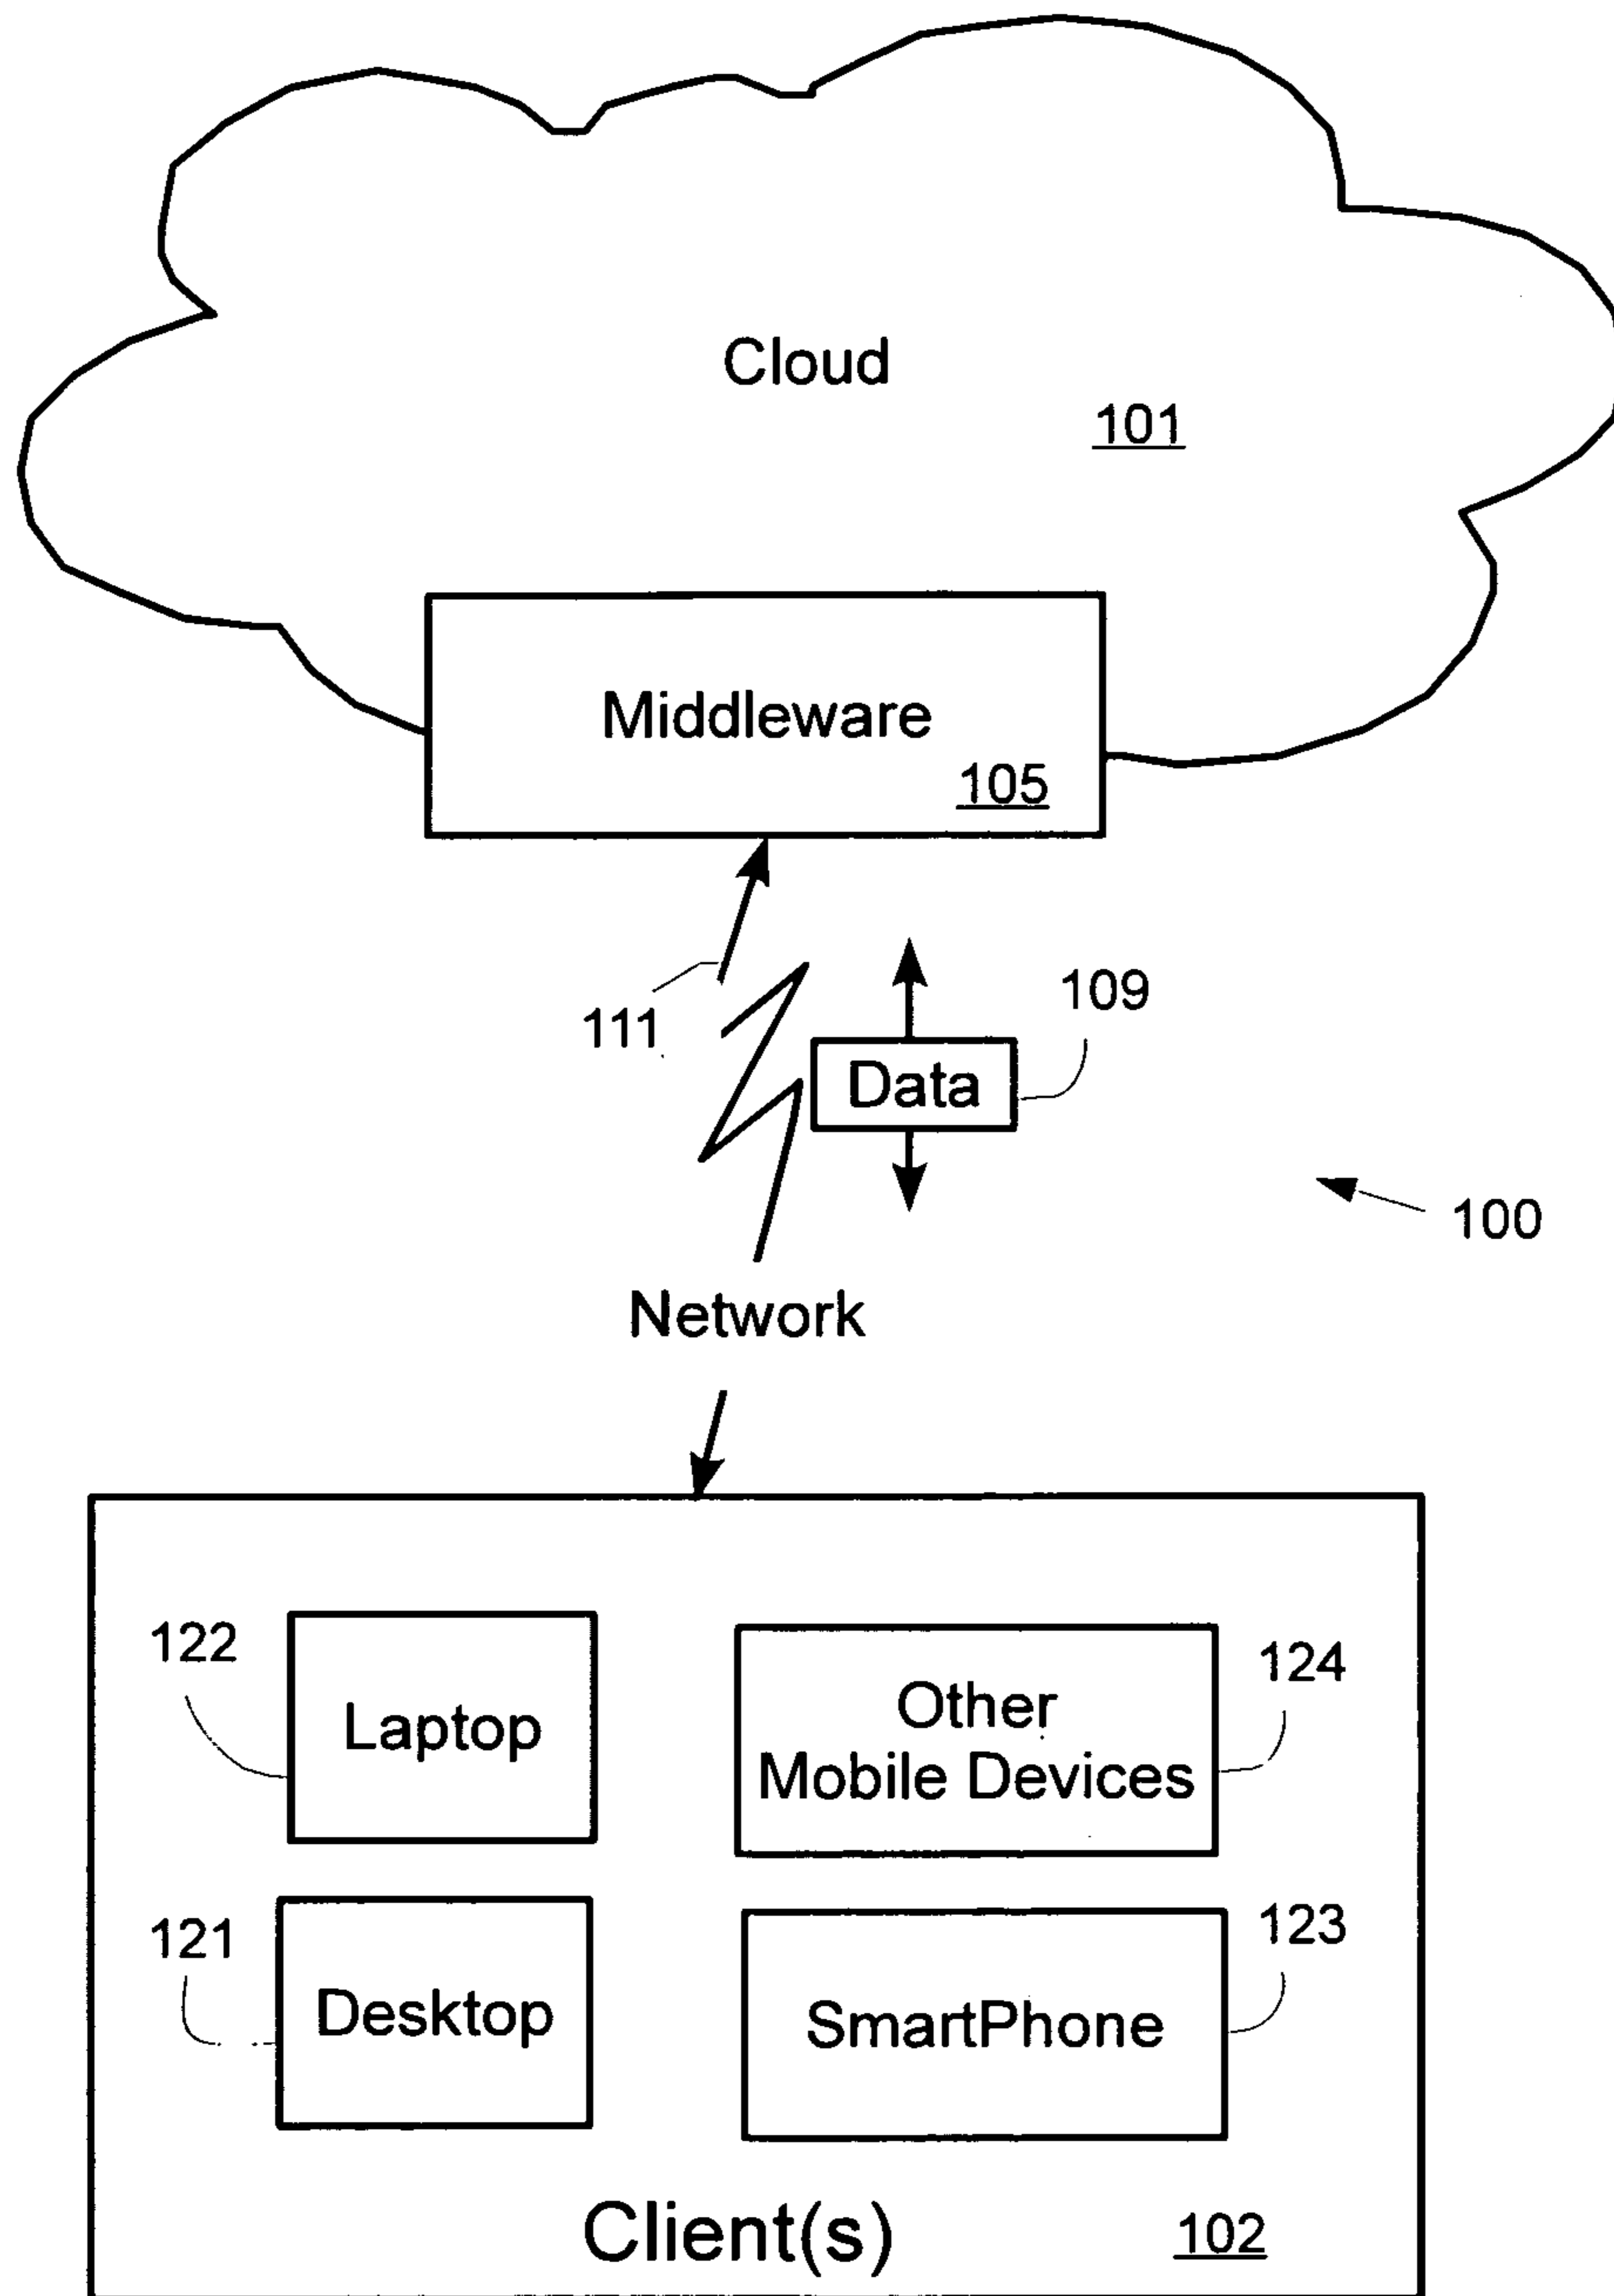 Cloud
101
Middleware
105
111
109
Data
100
Network
122
Laptop
Other
Mobile Devices
124
121
Desktop
SmartPhone
123
Client(s)
102